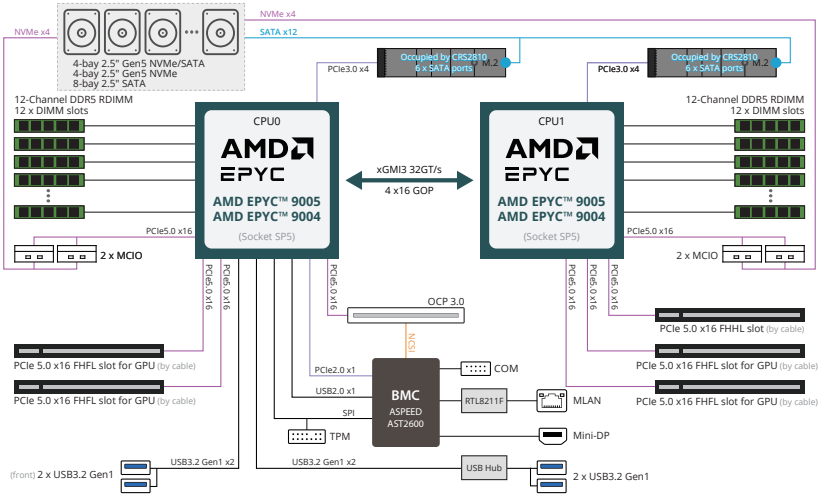 NVMe x4
NVMe x4
SATA x12
4-bay 2.5" Gen5 NVMe/SATA
4-bay 2.5" Gen5 NVMe
8-bay 2.5" SATA
PCIe3.0 x4
Occupied by CRS2810
6 x SATA ports
M.2
PCIe3.0 x4
Occupied by CRS2810
6 x SATA ports
M.2
12-Channel DDR5 RDIMM
12 x DIMM slots
12-Channel DDR5 RDIMM
12 x DIMM slots
CPU0
AMD
EPYC
AMD EPYC™ 9005
AMD EPYC™ 9004
(Socket SP5)
xGMI3 32GT/s
4 x16 GOP
CPU1
AMD
EPYC
AMD EPYC™ 9005
AMD EPYC™ 9004
(Socket SP5)
PCIe5.0 x16
2 x MCIO
PCIe5.0 x16
2 x MCIO
PCIe5.0 x16
PCIe5.0 x16
PCIe5.0 x16
PCIe5.0 x16
PCIe5.0 x16
PCIe5.0 x16
OCP 3.0
NCSI
PCIe 5.0 x16 FHHL slot (by cable)
PCIe 5.0 x16 FHFL slot for GPU (by cable)
PCIe 5.0 x16 FHFL slot for GPU (by cable)
PCIe 5.0 x16 FHFL slot for GPU (by cable)
PCIe 5.0 x16 FHFL slot for GPU (by cable)
PCIe2.0 x1
USB2.0 x1
SPI
TPM
BMC
ASPEED
AST2600
COM
RTL8211F
MLAN
Mini-DP
USB3.2 Gen1 x2
(front) 2 x USB3.2 Gen1
USB3.2 Gen1 x2
USB Hub
2 x USB3.2 Gen1